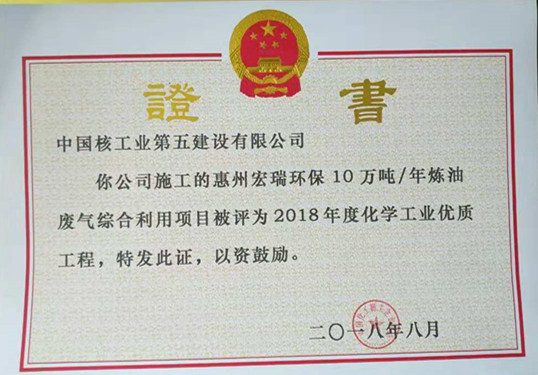 證書
中国核工业第五建设有限公司
你公司施工的惠州宏瑞环保10万吨/年炼油
废气综合利用项目被评为2018年度化学工业优质
工程，特发此证，以资鼓励。
二〇一八年八月